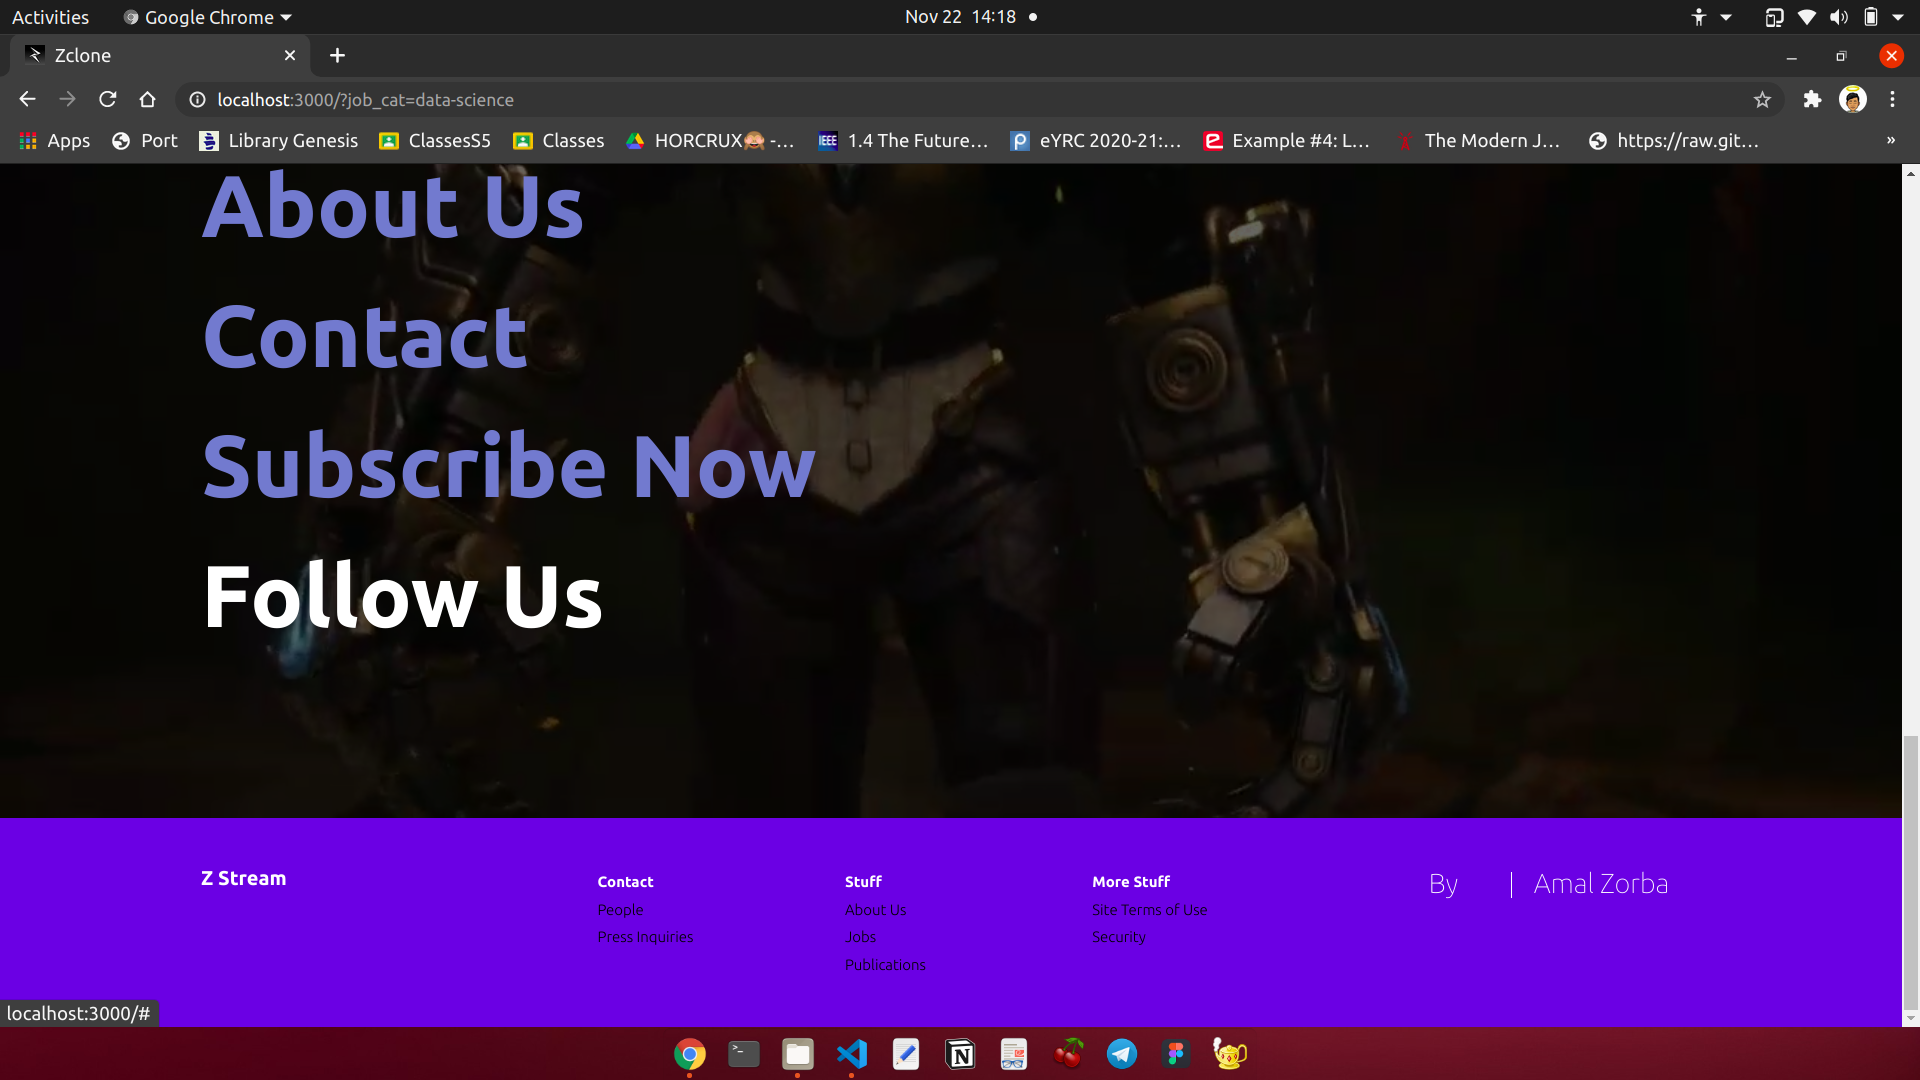 Activities
Google Chrome
Nov 22 14:18
Zclone
localhost:3000/?job_cat=data-science
Apps
Port
Library Genesis
ClassesS5
Classes
HORCRUX🙈 -...
IEEE
1.4 The Future...
eYRC 2020-21:...
Example #4: L...
The Modern J...
https://raw.git...
»
About Us
Contact
Subscribe Now
Follow Us
Z Stream
Contact
People
Press Inquiries
Stuff
About Us
Jobs
Publications
More Stuff
Site Terms of Use
Security
By | Amal Zorba
localhost:3000/#